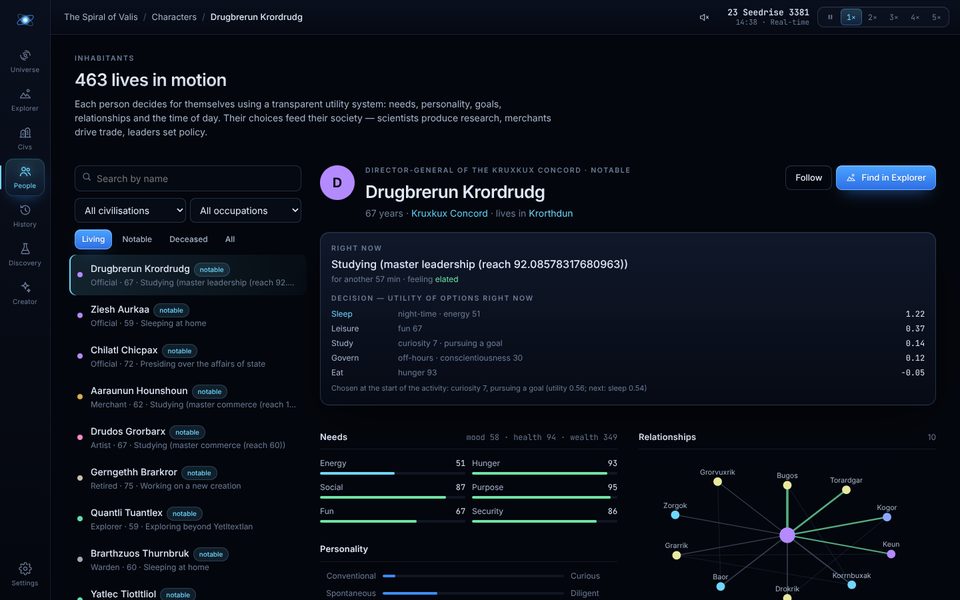 The Spiral of Valis / Characters / Drugbrerun Krordrudg
23 Seedrise 3381
14:38 · Real-time
1× 2× 3× 4× 5×
Universe
Explorer
Civs
People
History
Discovery
Creator
Settings
INHABITANTS
463 lives in motion
Each person decides for themselves using a transparent utility system: needs, personality, goals,
relationships and the time of day. Their choices feed their society — scientists produce research, merchants
drive trade, leaders set policy.
Search by name
All civilisations All occupations
Living Notable Deceased All
Drugbrerun Krordrudg notable
Official · 67 · Studying (master leadership (reach 92....
Ziesh Aurkaa notable
Official · 59 · Sleeping at home
Chilatl Chicpax notable
Official · 72 · Presiding over the affairs of state
Aaraunun Hounshoun notable
Merchant · 62 · Studying (master commerce (reach 1...
Drudos Grorbarx notable
Artist · 67 · Studying (master commerce (reach 60))
Gerngethh Brarkror notable
Retired · 75 · Working on a new creation
Quantli Tuantlex notable
Explorer · 59 · Exploring beyond Yetltextlan
Brarthzuos Thurnbruk notable
Warden · 60 · Sleeping at home
Yatlec Tiotltliol notable
D
DIRECTOR-GENERAL OF THE KRUXKUX CONCORD · NOTABLE
Drugbrerun Krordrudg
67 years · Kruxkux Concord · lives in Krorthdun
Follow
Find in Explorer
RIGHT NOW
Studying (master leadership (reach 92.08578317680963))
for another 57 min · feeling elated
DECISION — UTILITY OF OPTIONS RIGHT NOW
Sleep night-time · energy 51 1.22
Leisure fun 67 0.37
Study curiosity 7 · pursuing a goal 0.14
Govern off-hours · conscientiousness 30 0.12
Eat hunger 93 -0.05
Chosen at the start of the activity: curiosity 7, pursuing a goal (utility 0.56; next: sleep 0.54)
Needs mood 58 · health 94 · wealth 349
Energy 51 Hunger 93
Social 87 Purpose 95
Fun 67 Security 86
Personality
Conventional Curious
Spontaneous Diligent
Relationships 10
Grorvuxrik
Bugos
Torardgar
Zorgok
Kogor
Grarrik
Keun
Baor
Drokrik
Korrnbuxak